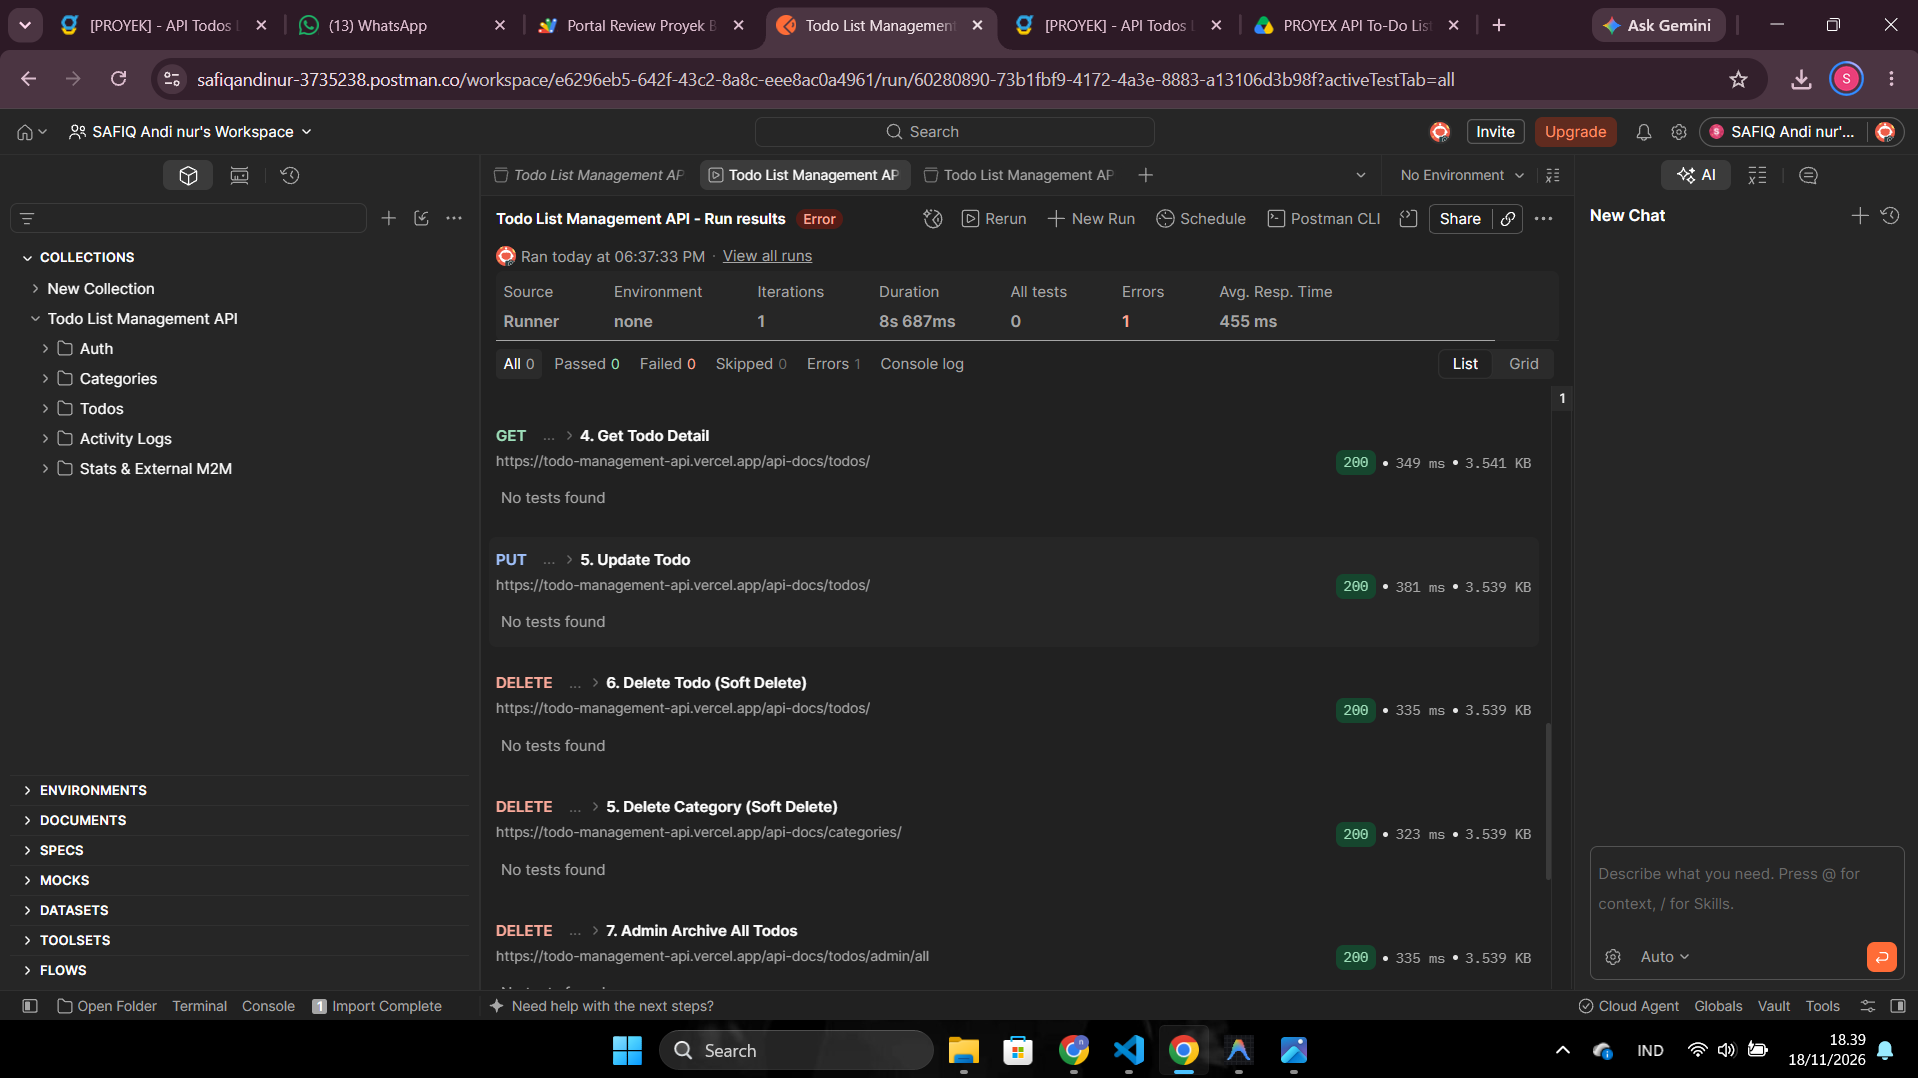 [PROYEK] - API Todos L
(13) WhatsApp
Portal Review Proyek B
Todo List Management
[PROYEK] - API Todos L
PROYEX API To-Do List
Ask Gemini
safiqandinur-3735238.postman.co/workspace/e6296eb5-642f-43c2-8a8c-eee8ac0a4961/run/60280890-73b1fbf9-4172-4a3e-8883-a13106d3b98f?activeTestTab=all
S
SAFIQ Andi nur's Workspace
Search
Invite
Upgrade
S
SAFIQ Andi nur'...
Todo List Management AP
Todo List Management AP
Todo List Management AP
No Environment
AI
Todo List Management API - Run results
Error
Rerun
New Run
Schedule
Postman CLI
Share
New Chat
COLLECTIONS
New Collection
Todo List Management API
Auth
Categories
Todos
Activity Logs
Stats & External M2M
Ran today at 06:37:33 PM · View all runs
Source Environment Iterations Duration All tests Errors Avg. Resp. Time
Runner none 1 8s 687ms 0 1 455 ms
All 0 Passed 0 Failed 0 Skipped 0 Errors 1 Console log
List Grid
1
GET ... > 4. Get Todo Detail
https://todo-management-api.vercel.app/api-docs/todos/
200 • 349 ms • 3.541 KB
No tests found
PUT ... > 5. Update Todo
https://todo-management-api.vercel.app/api-docs/todos/
200 • 381 ms • 3.539 KB
No tests found
DELETE ... > 6. Delete Todo (Soft Delete)
https://todo-management-api.vercel.app/api-docs/todos/
200 • 335 ms • 3.539 KB
No tests found
DELETE ... > 5. Delete Category (Soft Delete)
https://todo-management-api.vercel.app/api-docs/categories/
200 • 323 ms • 3.539 KB
No tests found
DELETE ... > 7. Admin Archive All Todos
https://todo-management-api.vercel.app/api-docs/todos/admin/all
200 • 335 ms • 3.539 KB
ENVIRONMENTS
DOCUMENTS
SPECS
MOCKS
DATASETS
TOOLSETS
FLOWS
Describe what you need. Press @ for
context, / for Skills.
Auto
Open Folder
Terminal
Console
1 Import Complete
Need help with the next steps?
Cloud Agent
Globals
Vault
Tools
Search
IND
18.39
18/11/2026